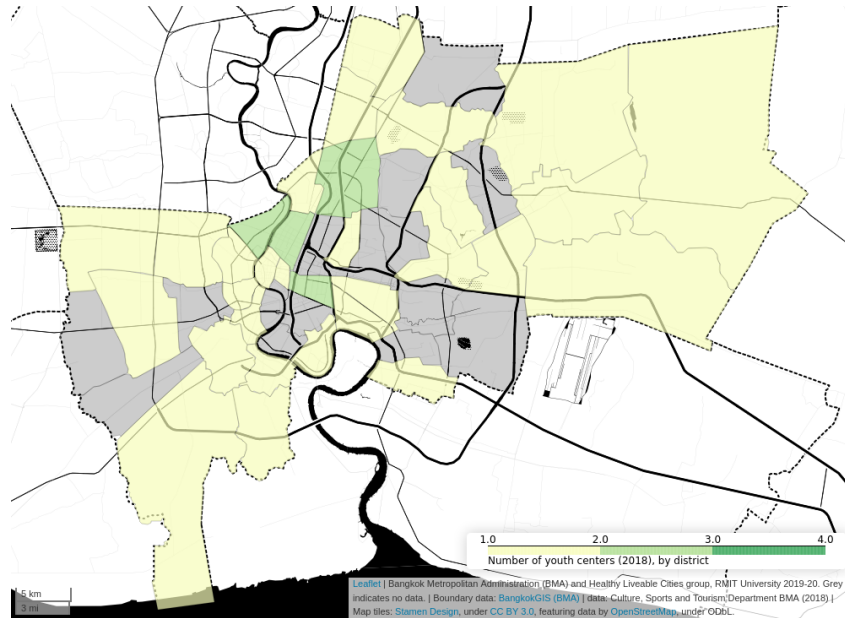 1.0 2.0 3.0 4.0
Number of youth centers (2018), by district
5 km
3 mi
Leaflet | Bangkok Metropolitan Administration (BMA) and Healthy Liveable Cities group, RMIT University 2019-20. Grey
indicates no data. | Boundary data: BangkokGIS (BMA) | data: Culture, Sports and Tourism Department BMA (2018) |
Map tiles: Stamen Design, under CC BY 3.0, featuring data by OpenStreetMap, under ODbL.